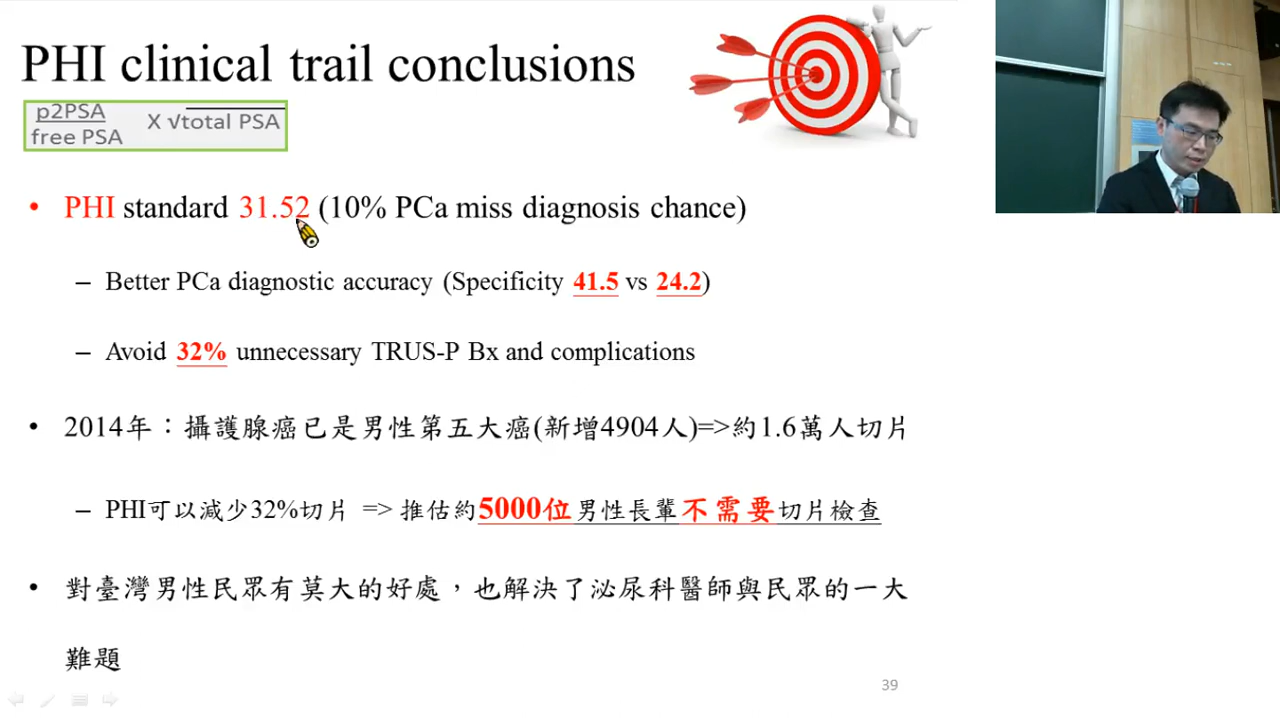 PHI clinical trail conclusions
p2PSA
free PSA
X √total PSA
• PHI standard 31.52 (10% PCa miss diagnosis chance)
– Better PCa diagnostic accuracy (Specificity 41.5 vs 24.2)
– Avoid 32% unnecessary TRUS-P Bx and complications
• 2014年：攝護腺癌已是男性第五大癌(新增4904人)=>約1.6萬人切片
– PHI可以減少32%切片 => 推估約5000位男性長輩不需要切片檢查
• 對臺灣男性民眾有莫大的好處，也解決了泌尿科醫師與民眾的一大
難題
39